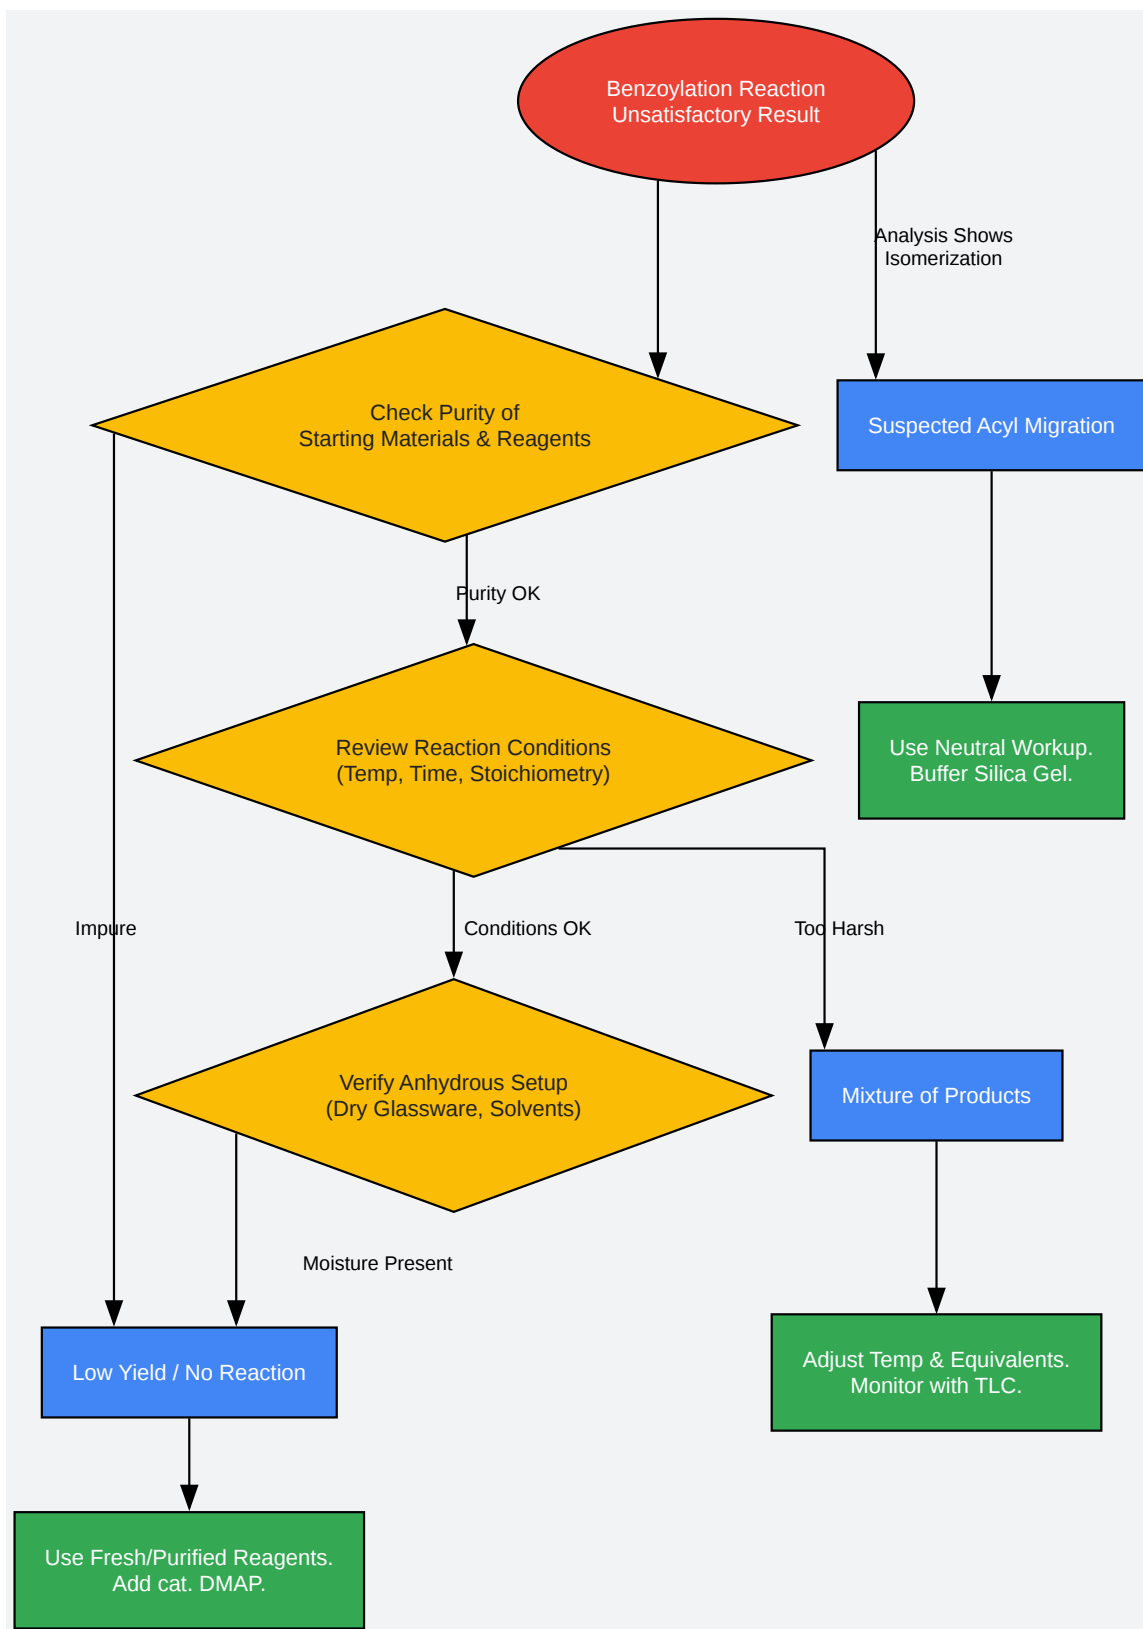 Benzoylation Reaction
Unsatisfactory Result
Analysis Shows
Isomerization
Check Purity of
Starting Materials & Reagents
Suspected Acyl Migration
Purity OK
Review Reaction Conditions
(Temp, Time, Stoichiometry)
Use Neutral Workup.
Buffer Silica Gel.
Impure
Conditions OK
Too Harsh
Verify Anhydrous Setup
(Dry Glassware, Solvents)
Mixture of Products
Moisture Present
Low Yield / No Reaction
Adjust Temp & Equivalents.
Monitor with TLC.
Use Fresh/Purified Reagents.
Add cat. DMAP.